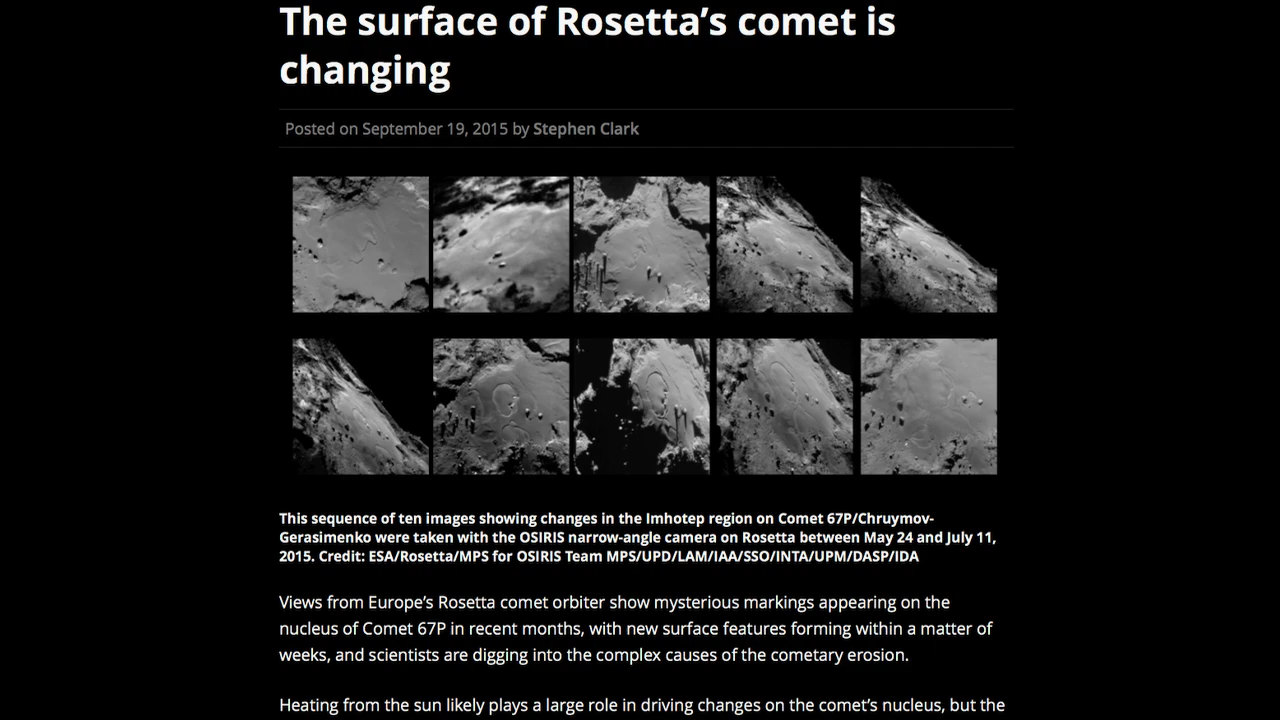 The surface of Rosetta’s comet is
changing
Posted on September 19, 2015 by Stephen Clark
This sequence of ten images showing changes in the Imhotep region on Comet 67P/Chruymov-
Gerasimenko were taken with the OSIRIS narrow-angle camera on Rosetta between May 24 and July 11,
2015. Credit: ESA/Rosetta/MPS for OSIRIS Team MPS/UPD/LAM/IAA/SSO/INTA/UPM/DASP/IDA
Views from Europe’s Rosetta comet orbiter show mysterious markings appearing on the
nucleus of Comet 67P in recent months, with new surface features forming within a matter of
weeks, and scientists are digging into the complex causes of the cometary erosion.
Heating from the sun likely plays a large role in driving changes on the comet’s nucleus, but the